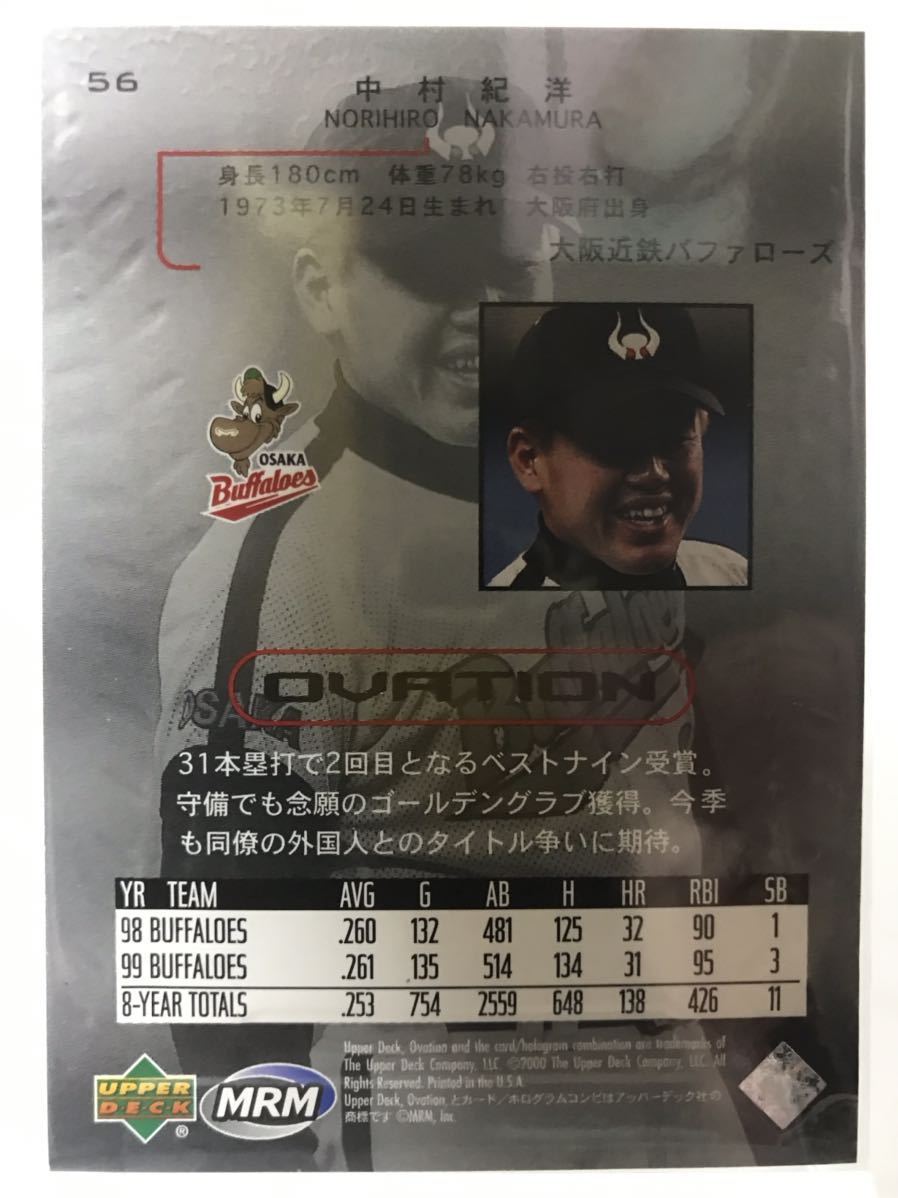 56
中村紀洋
NORIHIRO NAKAMURA
身長180cm 体重78kg 右投右打
1973年7月24日生まれ 大阪府出身
大阪近鉄バファローズ
OSAKA
Buffaloes
OVATION
31本塁打で2回目となるベストナイン受賞。
守備でも念願のゴールデングラブ獲得。今季
も同僚の外国人とのタイトル争いに期待。
YR TEAM AVG G AB H HR RBI SB
98 BUFFALOES .260 132 481 125 32 90 1
99 BUFFALOES .261 135 514 134 31 95 3
8-YEAR TOTALS .253 754 2559 648 138 426 11
Upper Deck, Ovation and the card/hologram combination are trademarks of
The Upper Deck Company, LLC. ©2000 The Upper Deck Company, LLC. All
Rights Reserved. Printed in the U.S.A.
Upper Deck, Ovation, とカード/ホログラムコンビはアッパーデック社の
商標です ©MRM, Inc.
UPPER
DECK
®
MRM